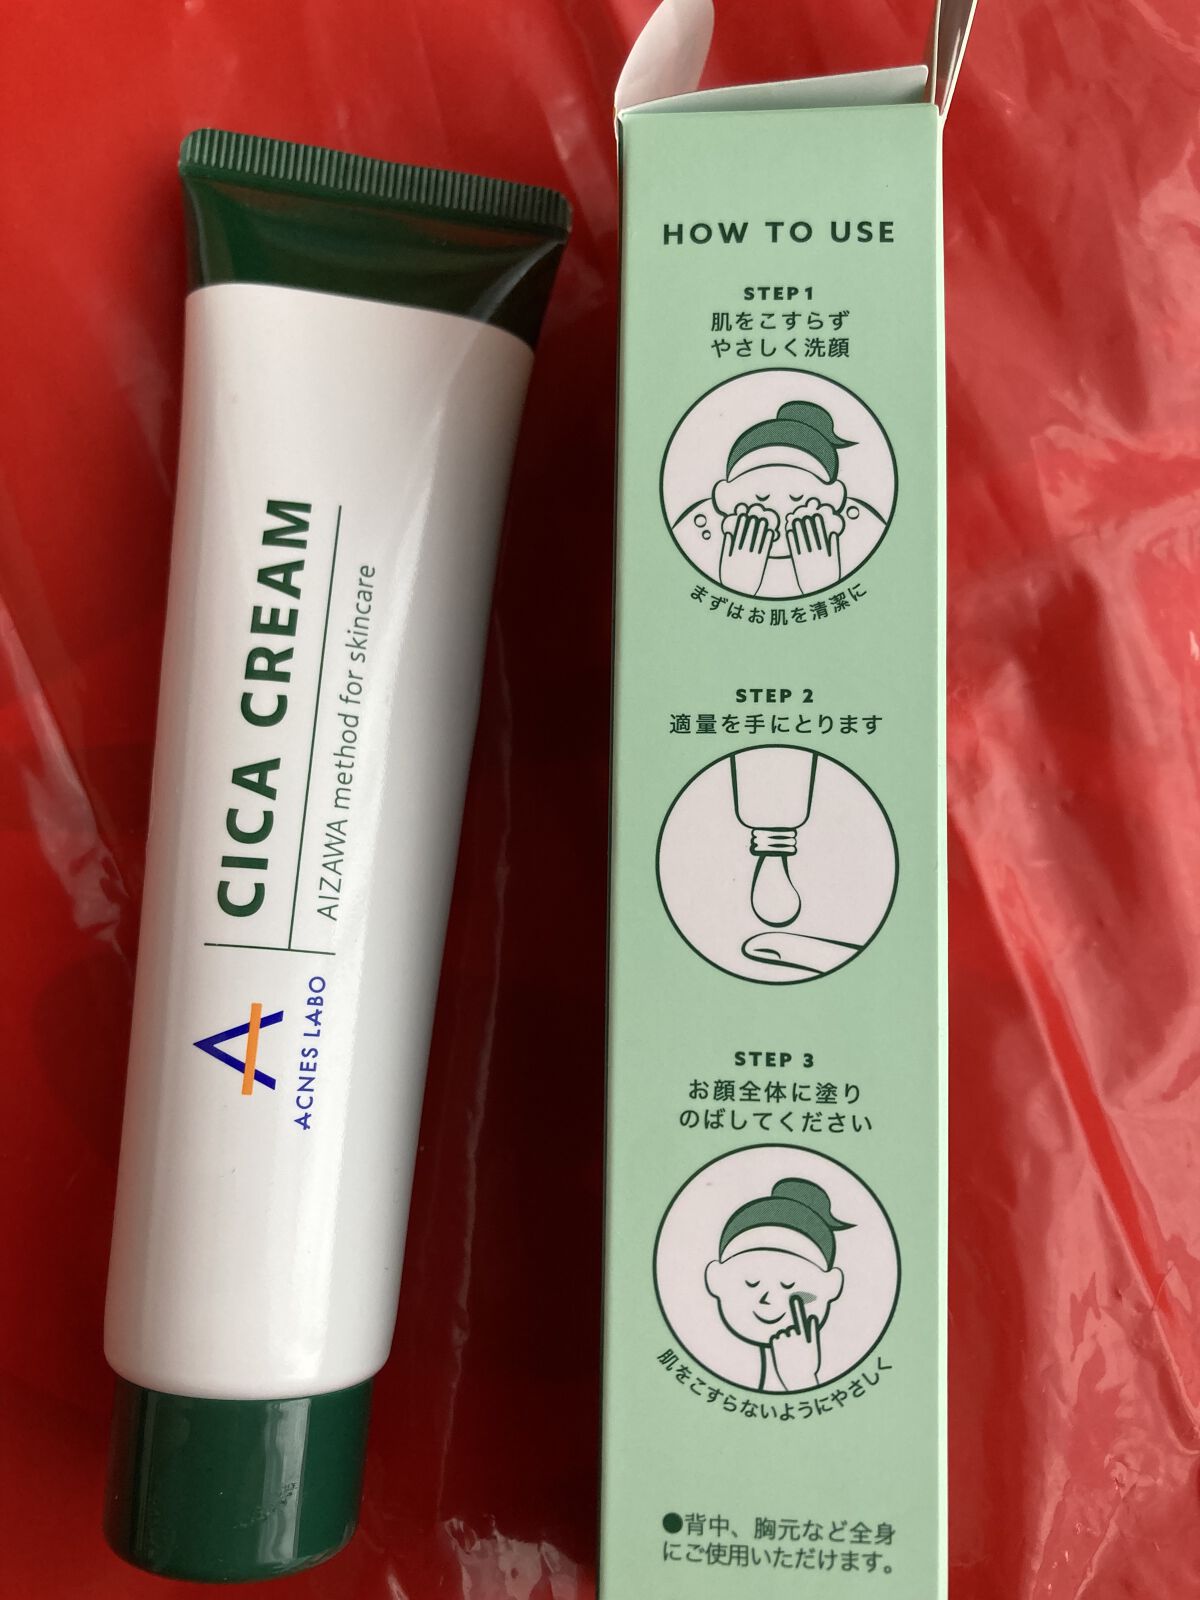 CICA CREAM
AIZAWA method for skincare
ACNES LABO
HOW TO USE
STEP1
肌をこすらず
やさしく洗顔
まずはお肌を清潔に
STEP 2
適量を手にとります
STEP 3
お顔全体に塗り
のばしてください
肌をこすらないようにやさしく
●背中、胸元など全身
にご使用いただけます。